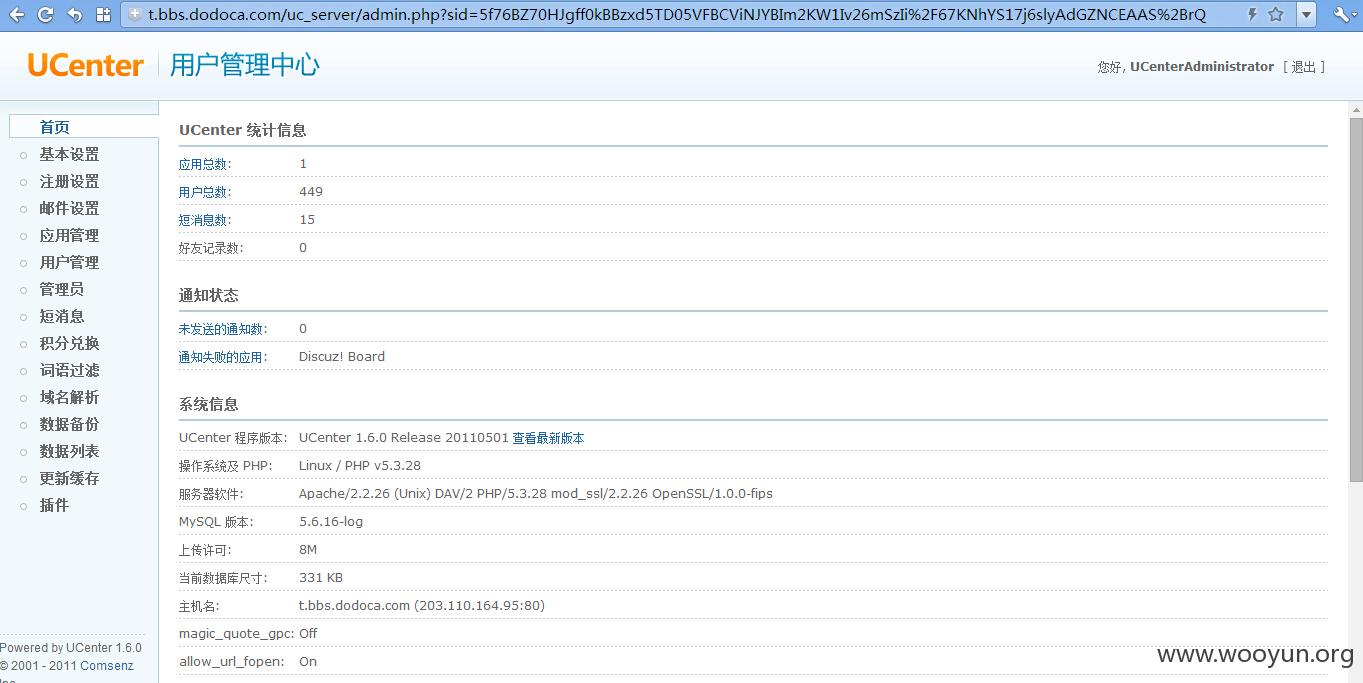 t.bbs.dodoca.com/uc_server/admin.php?sid=5f76BZ70HJgff0kBBzxd5TD05VFBCViNJYBIm2KW1Iv26mSzIi%2F67KNhYS17j6slyAdGZNCEAAS%2BrQ
UCenter 用户管理中心
您好, UCenterAdministrator [ 退出 ]
首页
基本设置
注册设置
邮件设置
应用管理
用户管理
管理员
短消息
积分兑换
词语过滤
域名解析
数据备份
数据列表
更新缓存
插件
Powered by UCenter 1.6.0
© 2001 - 2011 Comsenz
UCenter 统计信息
应用总数: 1
用户总数: 449
短消息数: 15
好友记录数: 0
通知状态
未发送的通知数: 0
通知失败的应用: Discuz! Board
系统信息
UCenter 程序版本: UCenter 1.6.0 Release 20110501 查看最新版本
操作系统及 PHP: Linux / PHP v5.3.28
服务器软件: Apache/2.2.26 (Unix) DAV/2 PHP/5.3.28 mod_ssl/2.2.26 OpenSSL/1.0.0-fips
MySQL 版本: 5.6.16-log
上传许可: 8M
当前数据库尺寸: 331 KB
主机名: t.bbs.dodoca.com (203.110.164.95:80)
magic_quote_gpc: Off
allow_url_fopen: On
www.wooyun.org